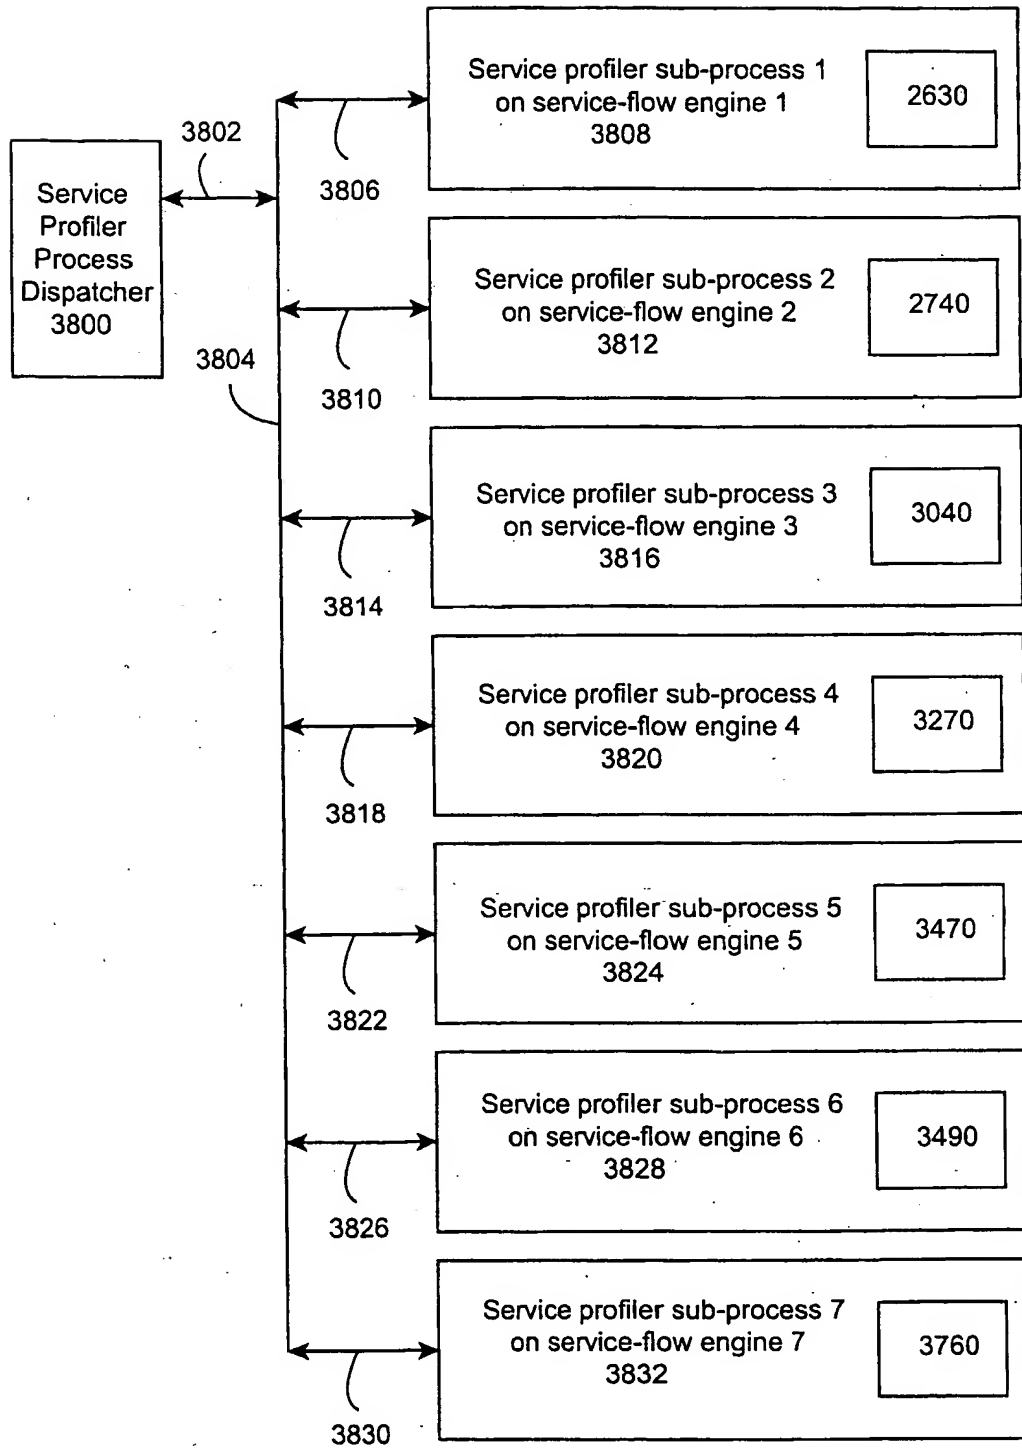 Service profiler sub-process 1
on service-flow engine 1
3808
2630
3802
3806
Service
Profiler
Process
Dispatcher
3800
Service profiler sub-process 2
on service-flow engine 2
3812
2740
3804
3810
Service profiler sub-process 3
on service-flow engine 3
3816
3040
3814
Service profiler sub-process 4
on service-flow engine 4
3820
3270
3818
Service profiler sub-process 5
on service-flow engine 5
3824
3470
3822
Service profiler sub-process 6
on service-flow engine 6
3828
3490
3826
Service profiler sub-process 7
on service-flow engine 7
3832
3760
3830